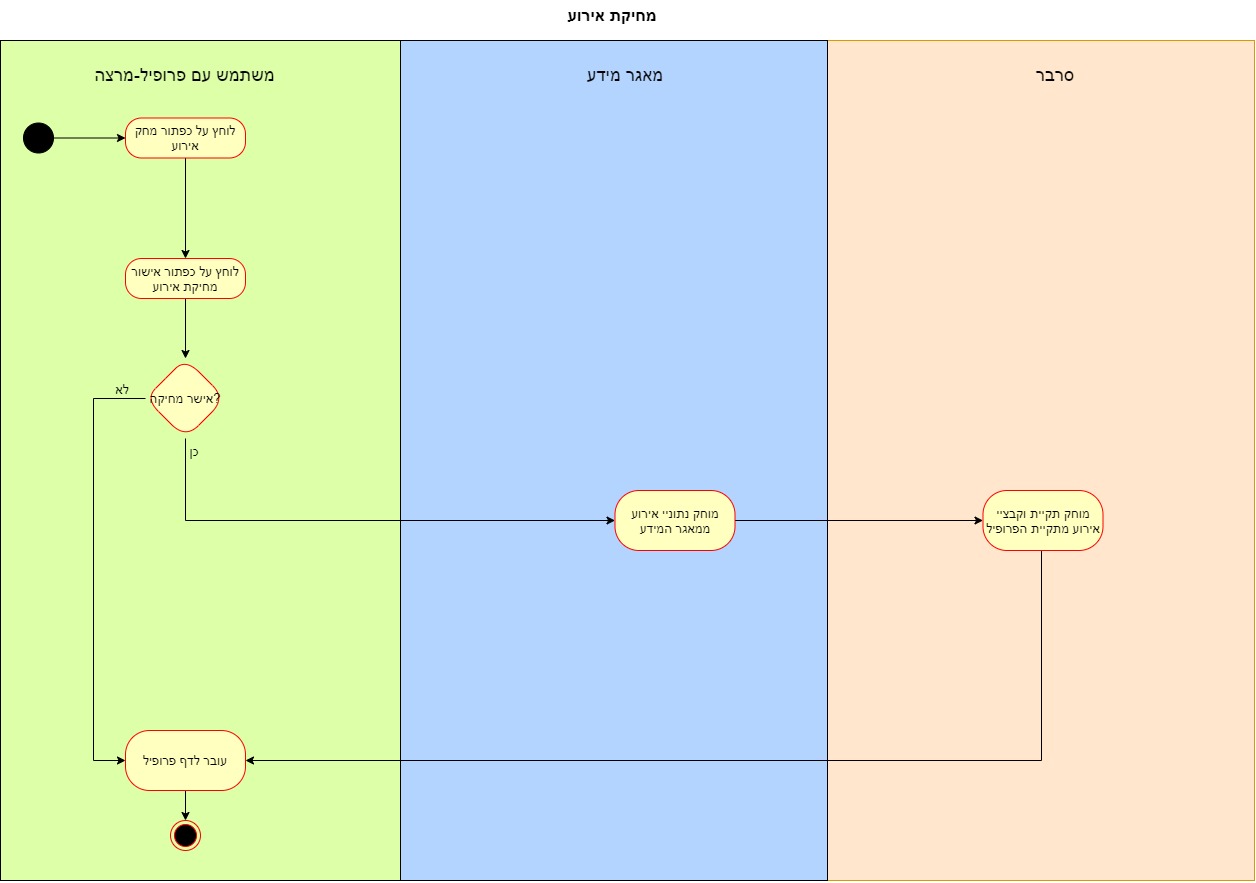 מחיקת אירוע
משתמש עם פרופיל-מרצה
מאגר מידע
סרבר
לוחץ על כפתור מחק
אירוע
לוחץ על כפתור אישור
מחיקת אירוע
אישר מחיקה?
לא
כן
מוחק נתוניי אירוע
ממאגר המידע
מוחק תקיית וקבציי
אירוע מתקיית הפרופיל
עובר לדף פרופיל